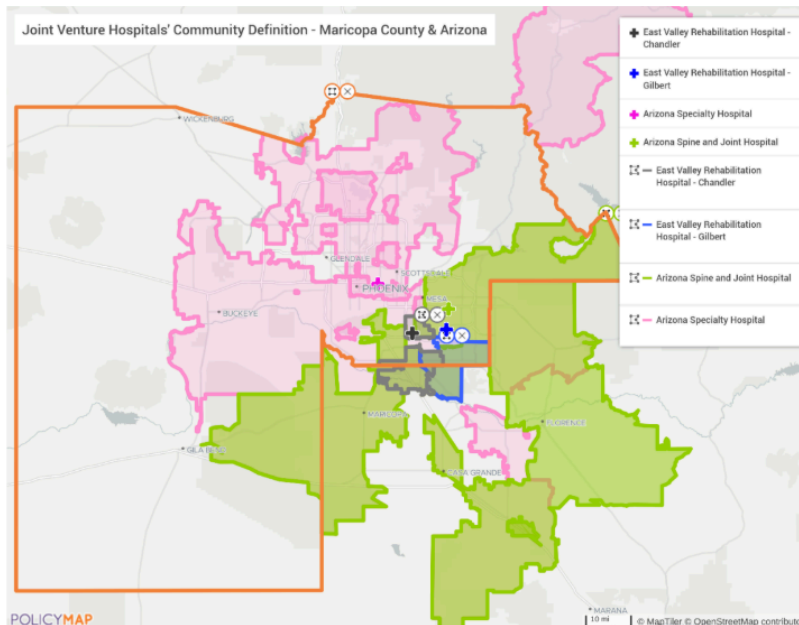 Joint Venture Hospitals' Community Definition - Maricopa County & Arizona
East Valley Rehabilitation Hospital -
Chandler
East Valley Rehabilitation Hospital -
Gilbert
Arizona Specialty Hospital
Arizona Spine and Joint Hospital
East Valley Rehabilitation
Hospital - Chandler
East Valley Rehabilitation
Hospital - Gilbert
Arizona Spine and Joint Hospital
Arizona Specialty Hospital
WICKENBURG
GLENDALE
SCOTTSDALE
PHOENIX
MESA
BUCKEYE
MARICOPA
FLORENCE
GILA BEND
CASA GRANDE
MARANA
POLICYMAP
10 mi
© MapTiler © OpenStreetMap contributo